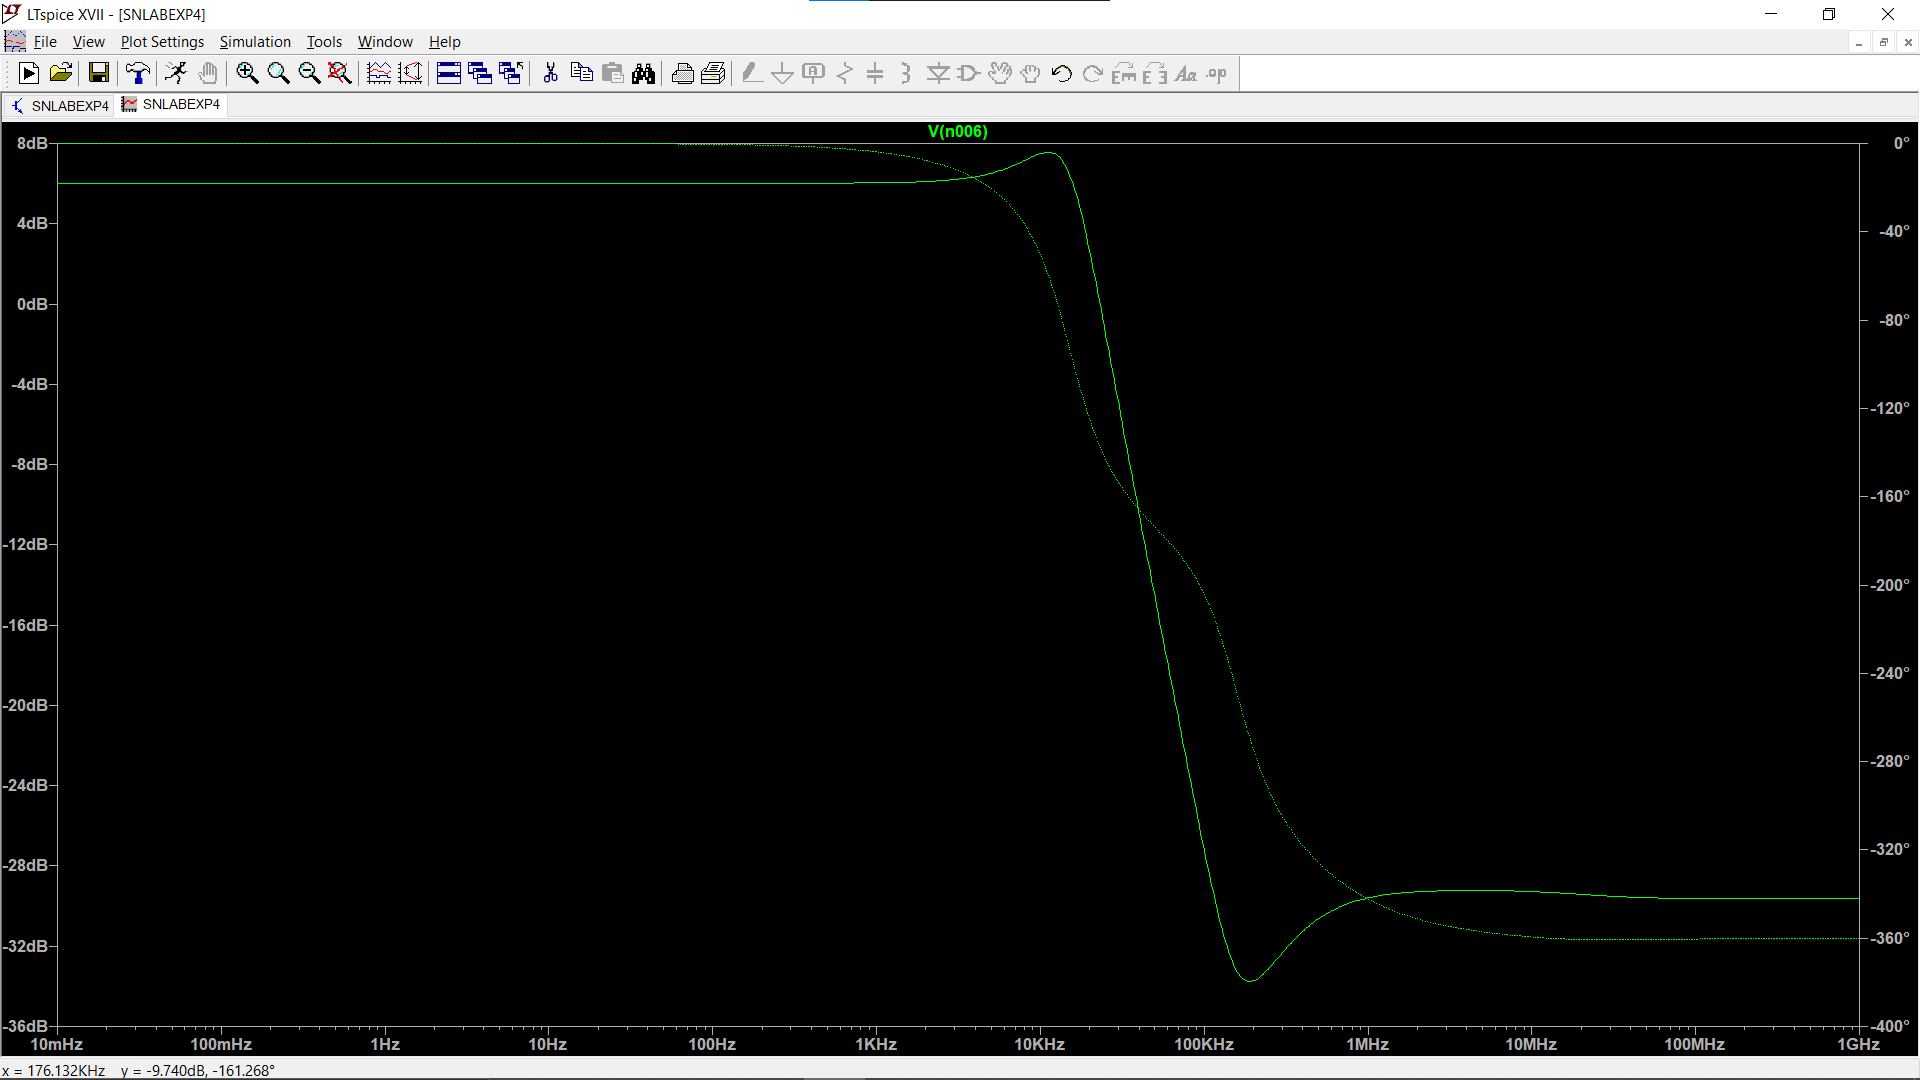 LTspice XVII - [SNLABEXP4]
File View Plot Settings Simulation Tools Window Help
SNLABEXP4 SNLABEXP4
V(n006)
8dB 0°
4dB -40°
0dB -80°
-4dB -120°
-8dB -160°
-12dB -200°
-16dB -240°
-20dB -280°
-24dB -320°
-28dB -360°
-32dB -400°
-36dB
10mHz 100mHz 1Hz 10Hz 100Hz 1KHz 10KHz 100KHz 1MHz 10MHz 100MHz 1GHz
x = 176.132KHz y = -9.740dB, -161.268°